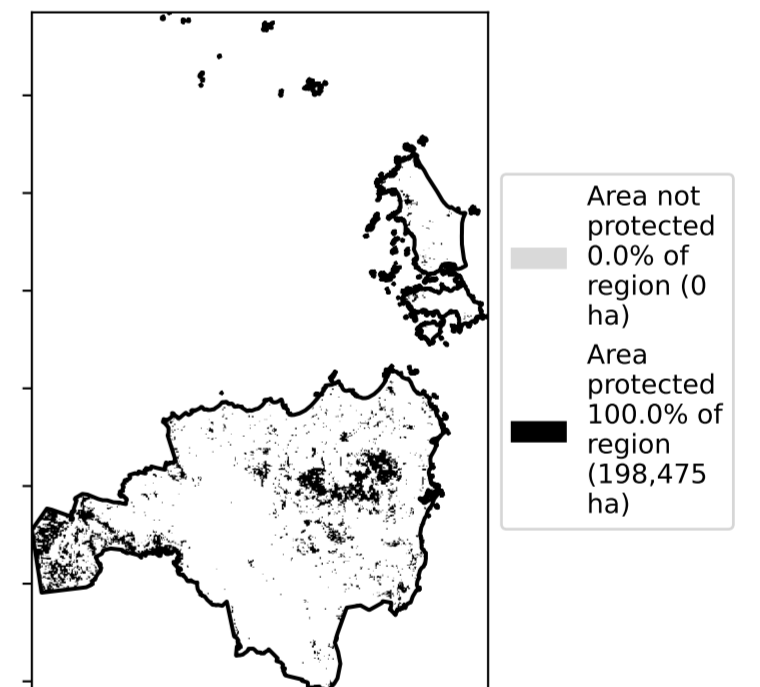 Area not
protected
0.0% of
region (0
ha)
Area
protected
100.0% of
region
(198,475
ha)